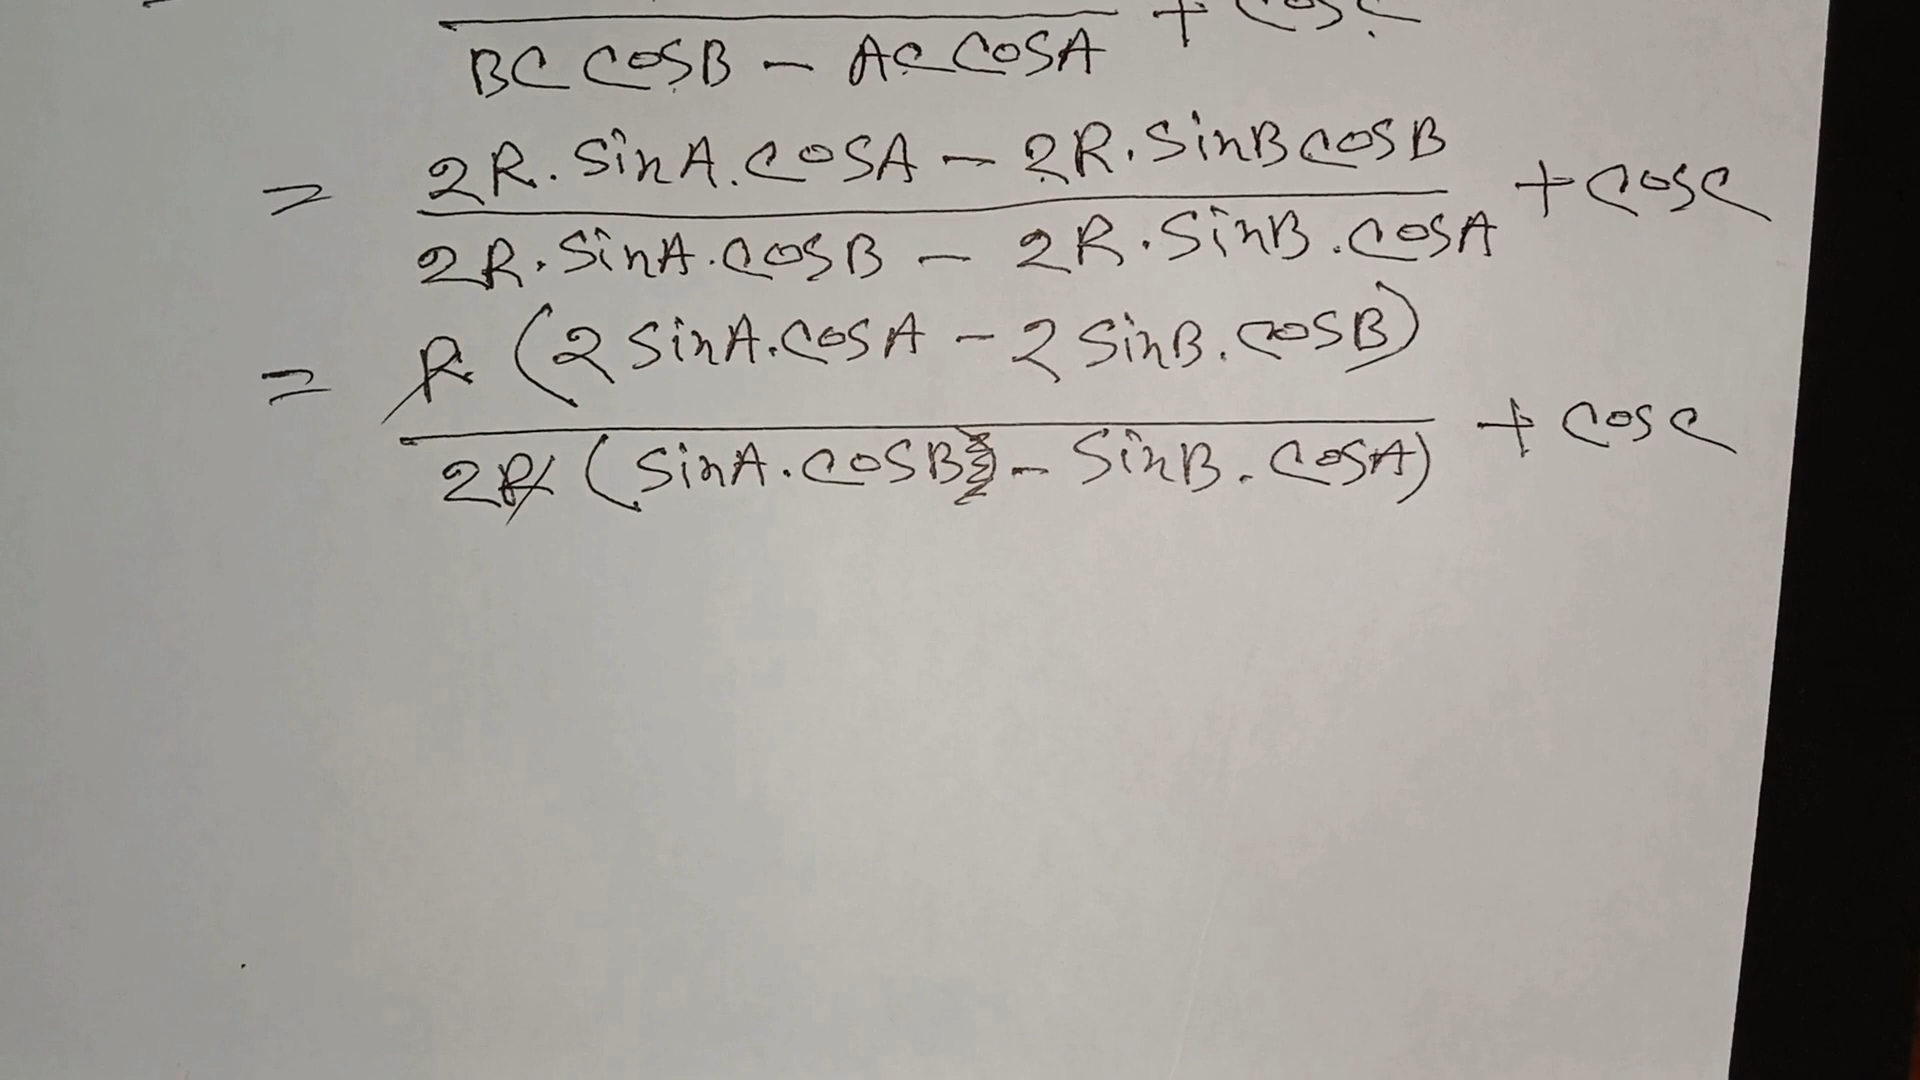 + cosC
BC cosB - AC cosA
= 2R. SinA. cosA - 2R. SinB cosB + cosC
2R. SinA. cosB - 2R. SinB. cosA
= R (2 sinA. cosA - 2 sinB. cosB) + cosC
2R (sinA. cosB - SinB. cosA)